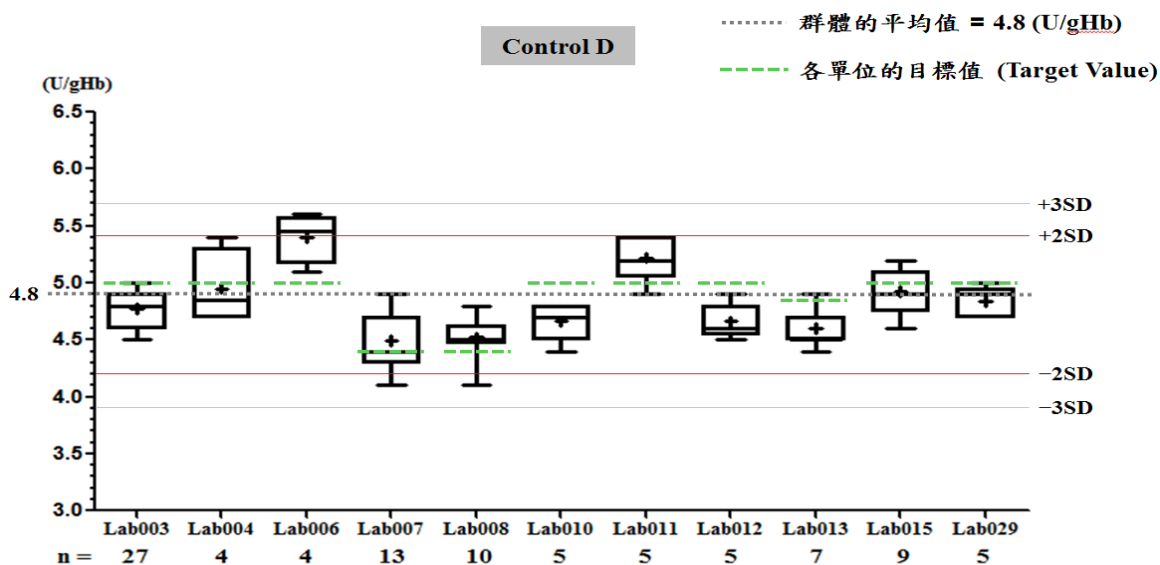 Control D
群體的平均值 = 4.8 (U/gHb)
各單位的目標值 (Target Value)
(U/gHb)
6.5
6.0
5.5
5.0
4.8
4.5
4.0
3.5
3.0
+3SD
+2SD
−2SD
−3SD
Lab003 Lab004 Lab006 Lab007 Lab008 Lab010 Lab011 Lab012 Lab013 Lab015 Lab029
n = 27 4 4 13 10 5 5 5 7 9 5